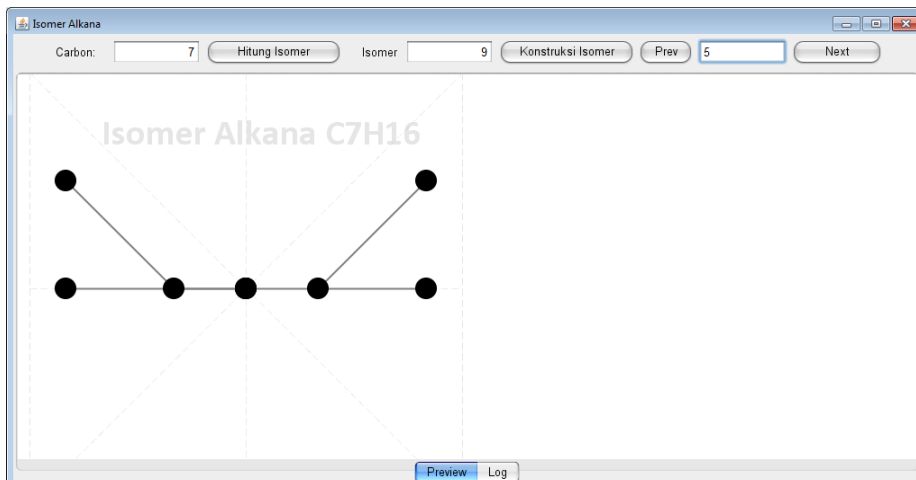 Isomer Alkana
Carbon: 7 Hitung Isomer Isomer 9 Konstruksi Isomer Prev 5 Next
Isomer Alkana C7H16
Preview Log